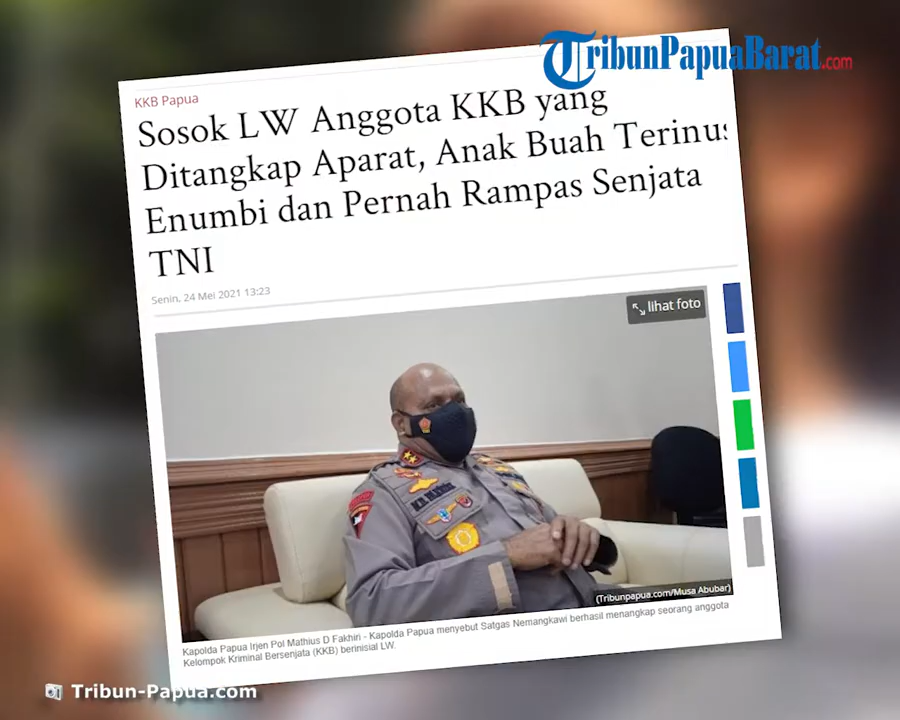 TribunPapuaBarat.com
KKB Papua
Sosok LW Anggota KKB yang
Ditangkap Aparat, Anak Buah Terinus
Enumbi dan Pernah Rampas Senjata
TNI
Senin, 24 Mei 2021 13:23
lihat foto
(Tribunpapua.com/Musa Abubar)
Kapolda Papua Irjen Pol Mathius D Fakhiri - Kapolda Papua menyebut Satgas Nemangkawi berhasil menangkap seorang anggota
Kelompok Kriminal Bersenjata (KKB) berinisial LW.
Tribun-Papua.com